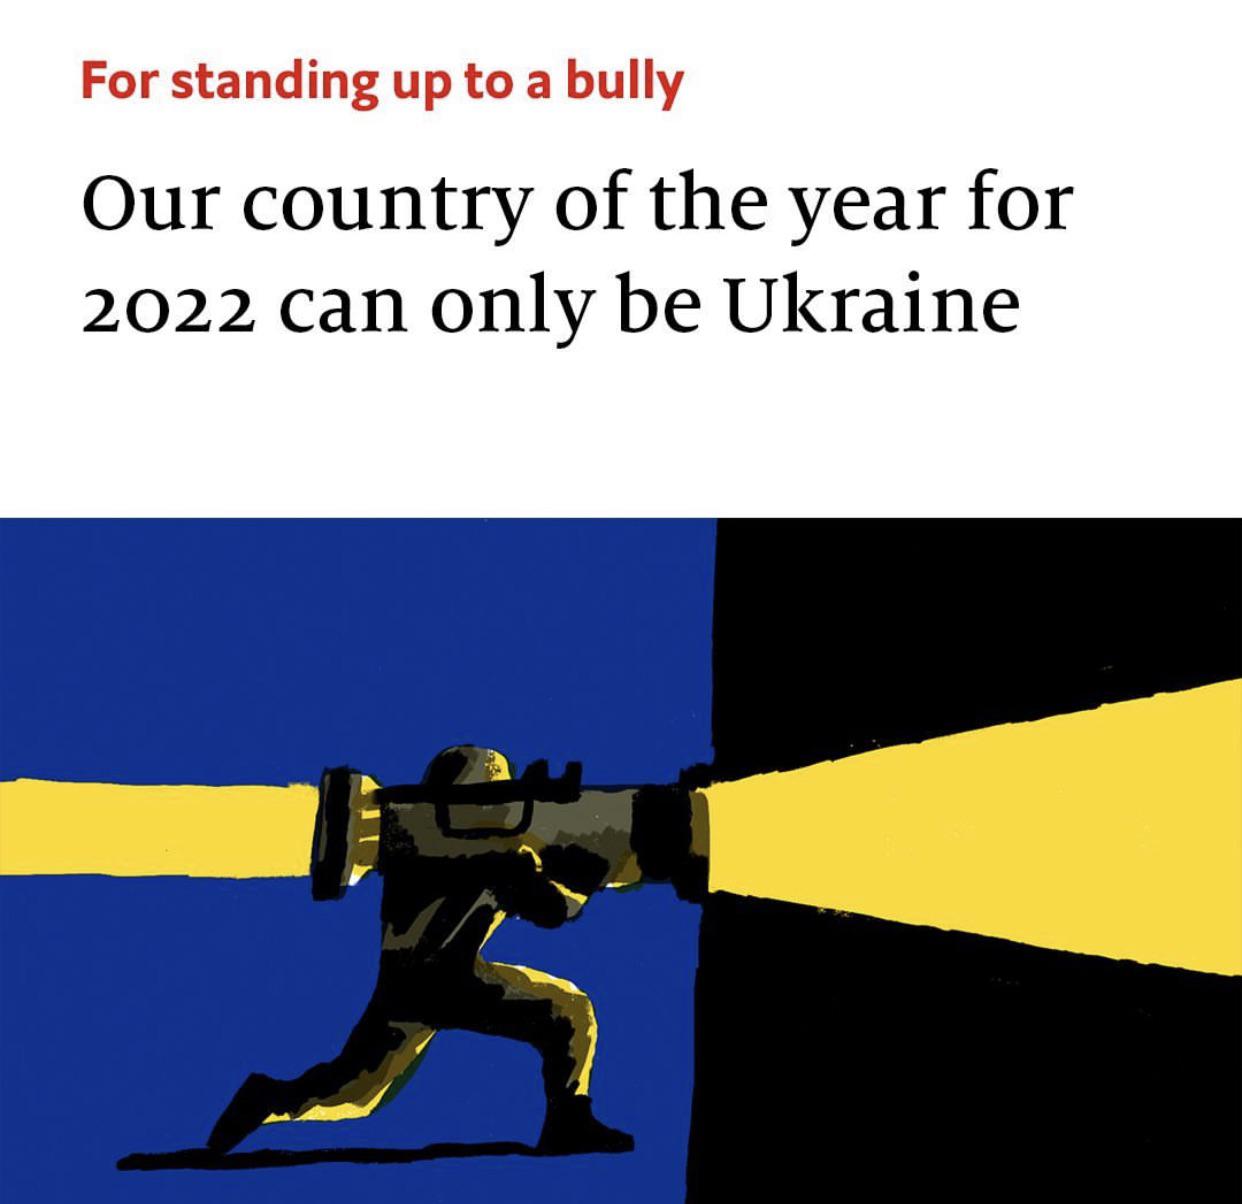 For standing up to a bully
Our country of the year for
2022 can only be Ukraine